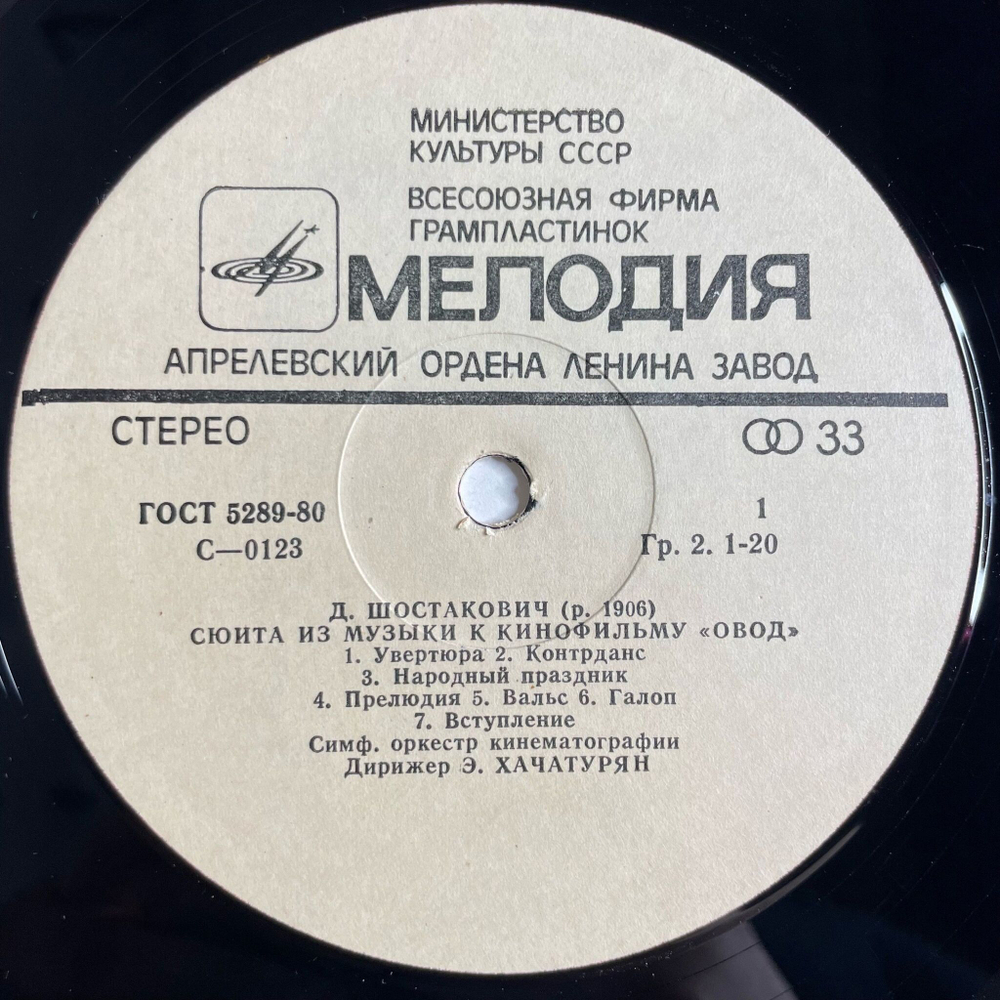 МИНИСТЕРСТВО
КУЛЬТУРЫ СССР
ВСЕСОЮЗНАЯ ФИРМА
ГРАМПЛАСТИНОК
МЕЛОДИЯ
АПРЕЛЕВСКИЙ ОРДЕНА ЛЕНИНА ЗАВОД
СТЕРЕО 33
ГОСТ 5289-80 1
С—0123 Гр. 2. 1-20
Д. ШОСТАКОВИЧ (р. 1906)
СЮИТА ИЗ МУЗЫКИ К КИНОФИЛЬМУ «ОВОД»
1. Увертюра 2. Контрданс
3. Народный праздник
4. Прелюдия 5. Вальс 6. Галоп
7. Вступление
Симф. оркестр кинематографии
Дирижер Э. ХАЧАТУРЯН